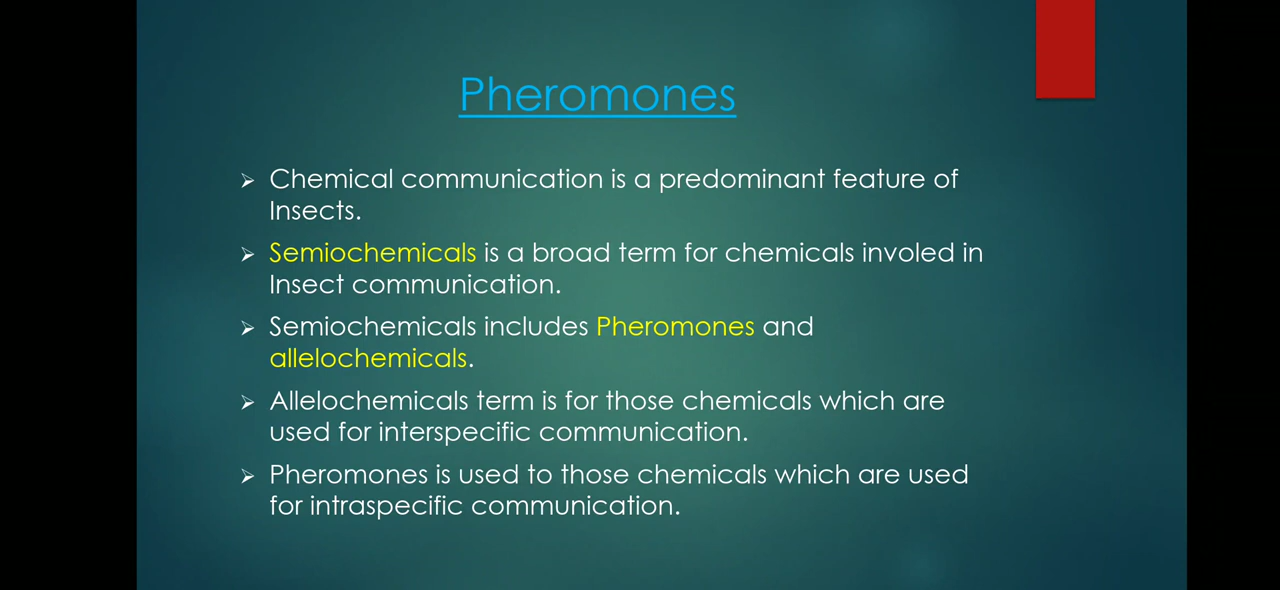 Pheromones
Chemical communication is a predominant feature of
Insects.
Semiochemicals is a broad term for chemicals involed in
Insect communication.
Semiochemicals includes Pheromones and
allelochemicals.
Allelochemicals term is for those chemicals which are
used for interspecific communication.
Pheromones is used to those chemicals which are used
for intraspecific communication.